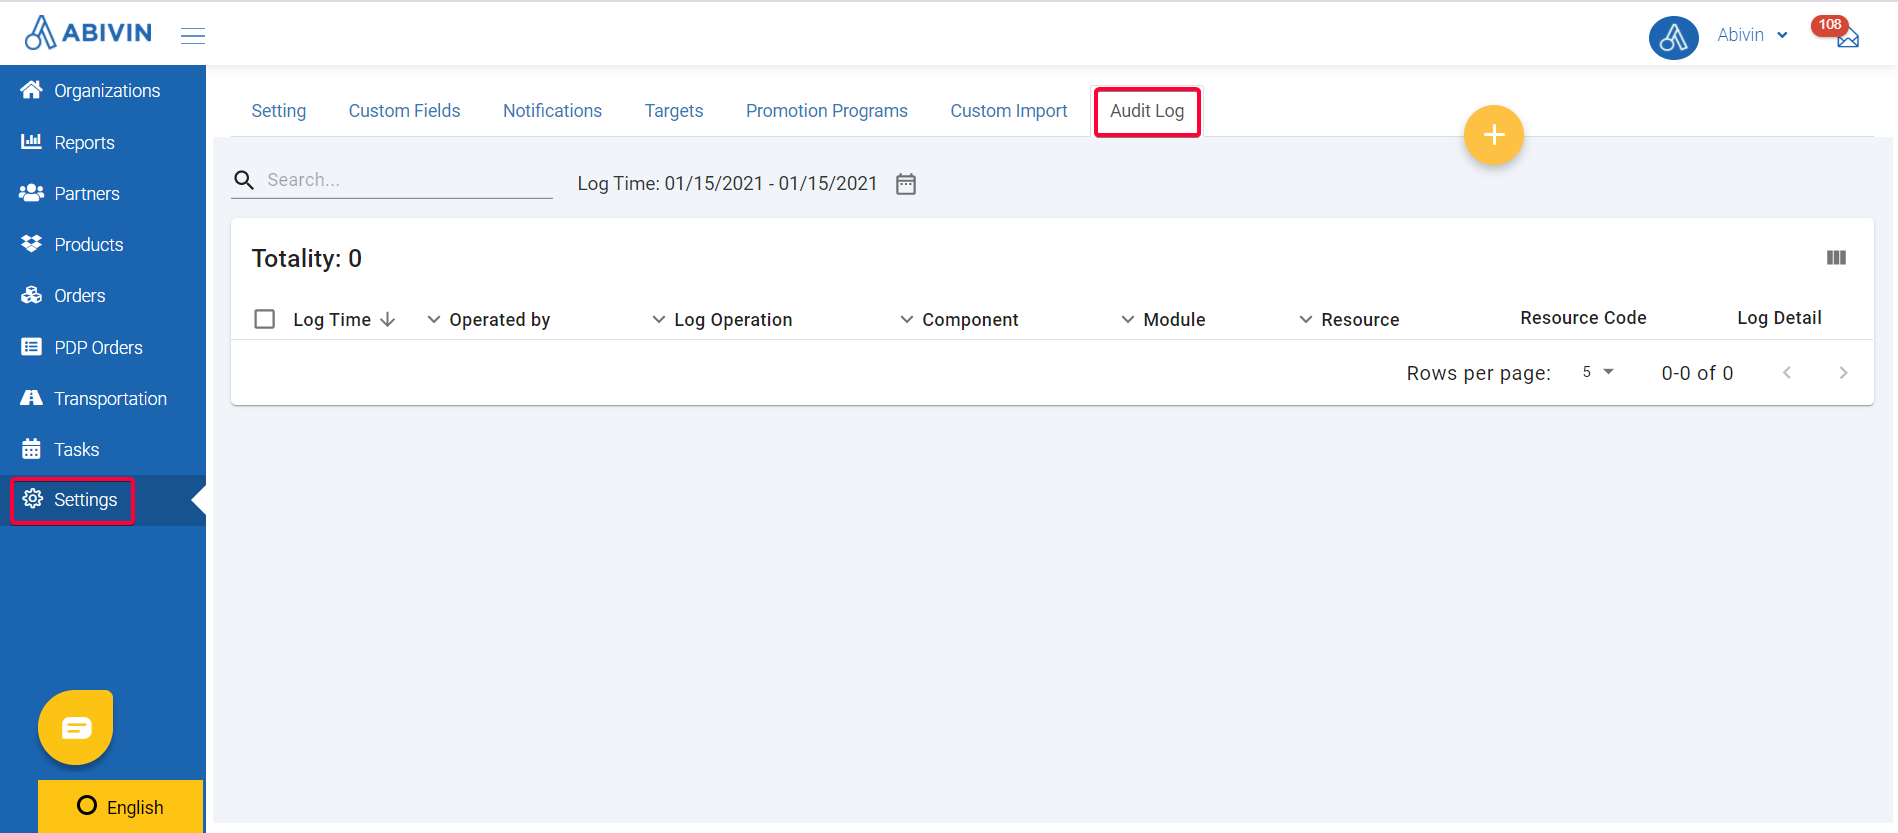 ABIVIN
Abivin
108
Organizations
Reports
Partners
Products
Orders
PDP Orders
Transportation
Tasks
Settings
English
Setting Custom Fields Notifications Targets Promotion Programs Custom Import Audit Log
+
Search... Log Time: 01/15/2021 - 01/15/2021
Totality: 0
Log Time Operated by Log Operation Component Module Resource Resource Code Log Detail
Rows per page: 5 0-0 of 0